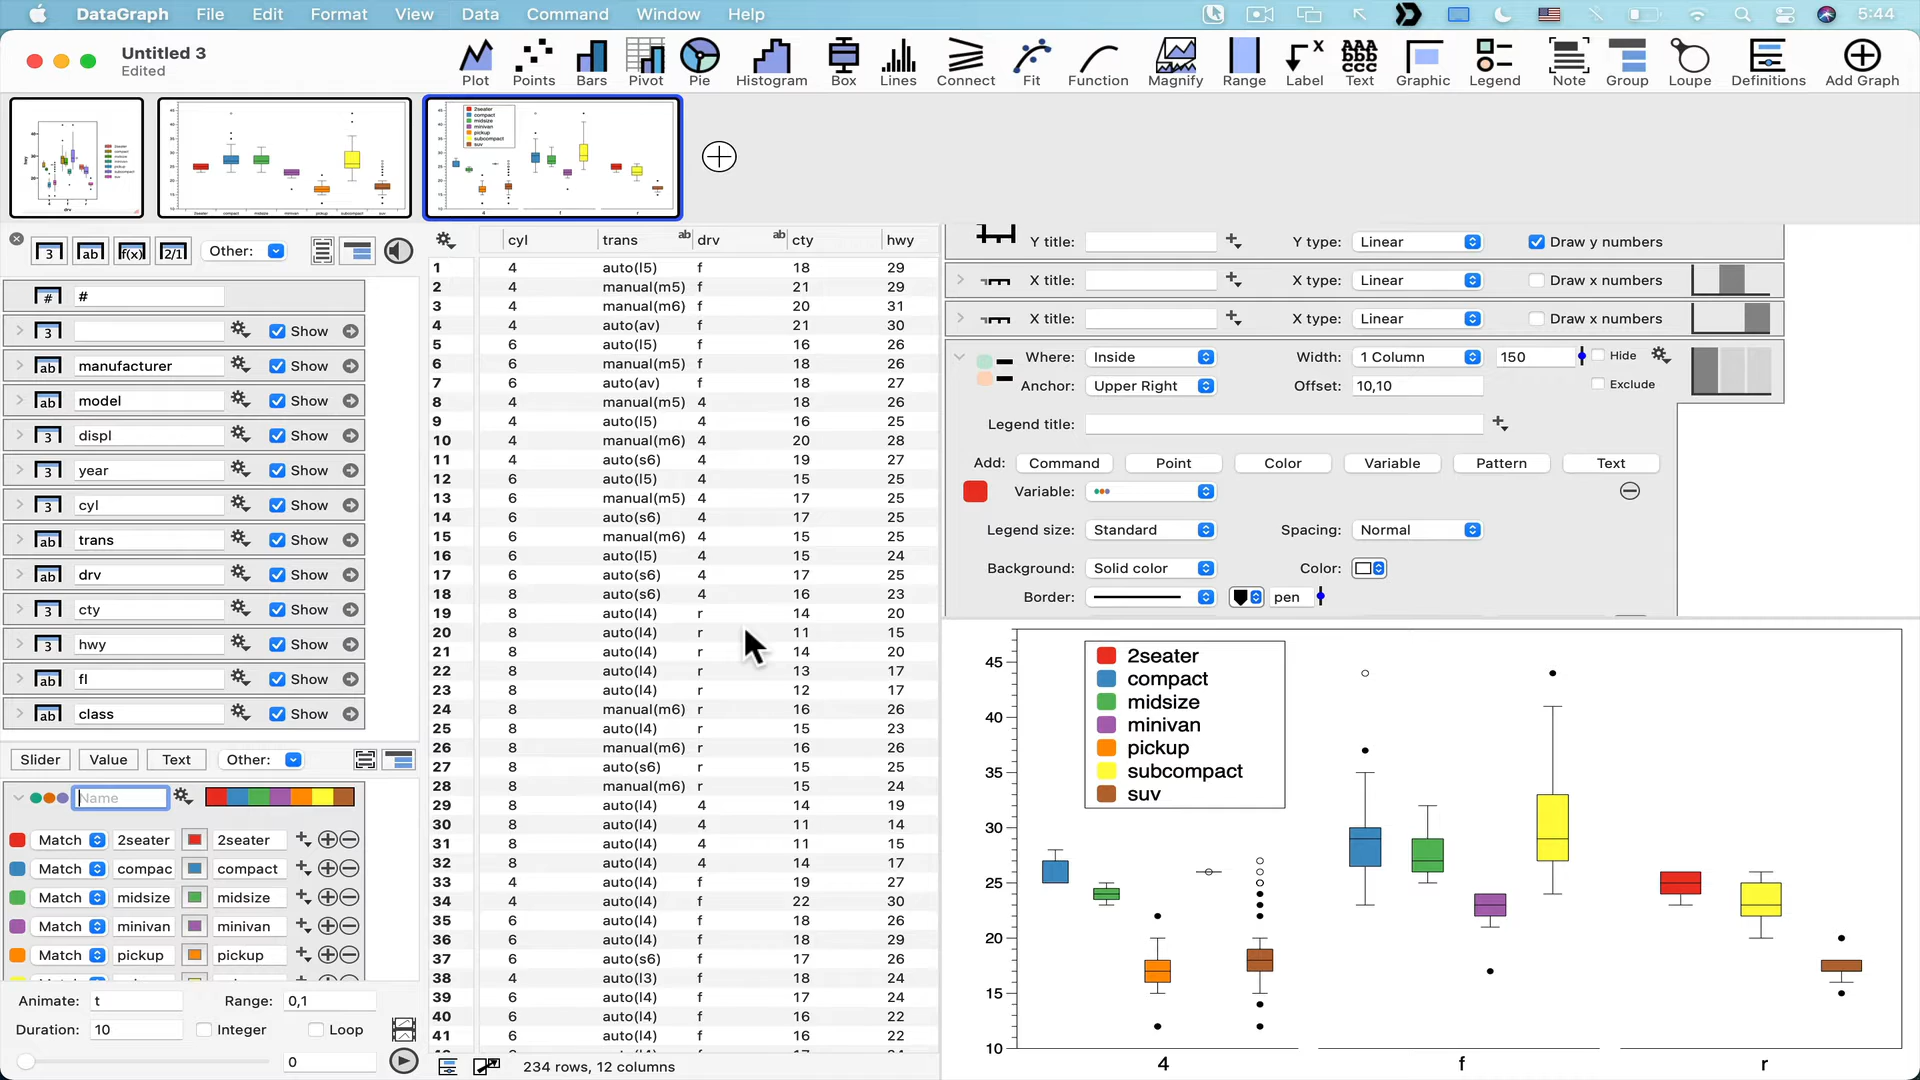 DataGraph File Edit Format View Data Command Window Help 5:44
Untitled 3
Edited
Plot Points Bars Pivot Pie Histogram Box Lines Connect Fit Function Magnify Range Label Text Graphic Legend Note Group Loupe Definitions Add Graph
Other:
#
Show
manufacturer Show
model Show
displ Show
year Show
cyl Show
trans Show
drv Show
cty Show
hwy Show
fl Show
class Show
Slider Value Text Other:
Name
Match 2seater 2seater
Match compac compact
Match midsize midsize
Match minivan minivan
Match pickup pickup
Animate: t Range: 0,1
Duration: 10 Integer Loop
0
cyl trans ab drv ab cty hwy
1 4 auto(l5) f 18 29
2 4 manual(m5) f 21 29
3 4 manual(m6) f 20 31
4 4 auto(av) f 21 30
5 6 auto(l5) f 16 26
6 6 manual(m5) f 18 26
7 6 auto(av) f 18 27
8 4 manual(m5) 4 18 26
9 4 auto(l5) 4 16 25
10 4 manual(m6) 4 20 28
11 4 auto(s6) 4 19 27
12 6 auto(l5) 4 15 25
13 6 manual(m5) 4 17 25
14 6 auto(s6) 4 17 25
15 6 manual(m6) 4 15 25
16 6 auto(l5) 4 15 24
17 6 auto(s6) 4 17 25
18 8 auto(s6) 4 16 23
19 8 auto(l4) r 14 20
20 8 auto(l4) r 11 15
21 8 auto(l4) r 14 20
22 8 auto(l4) r 13 17
23 8 auto(l4) r 12 17
24 8 manual(m6) r 16 26
25 8 auto(l4) r 15 23
26 8 manual(m6) r 16 26
27 8 auto(s6) r 15 25
28 8 manual(m6) r 15 24
29 8 auto(l4) 4 14 19
30 8 auto(l4) 4 11 14
31 8 auto(l4) 4 11 15
32 8 auto(l4) 4 14 17
33 4 auto(l4) f 19 27
34 4 auto(l4) f 22 30
35 6 auto(l4) f 18 26
36 6 auto(l4) f 18 29
37 6 auto(s6) f 17 26
38 4 auto(l3) f 18 24
39 6 auto(l4) f 17 24
40 6 auto(l4) f 16 22
41 6 auto(l4) f 16 22
234 rows, 12 columns
Y title: Y type: Linear Draw y numbers
X title: X type: Linear Draw x numbers
X title: X type: Linear Draw x numbers
Where: Inside Width: 1 Column 150 Hide
Anchor: Upper Right Offset: 10,10 Exclude
Legend title:
Add: Command Point Color Variable Pattern Text
Variable:
Legend size: Standard Spacing: Normal
Background: Solid color Color:
Border: pen
45
40
35
30
25
20
15
10
2seater
compact
midsize
minivan
pickup
subcompact
suv
4 f r